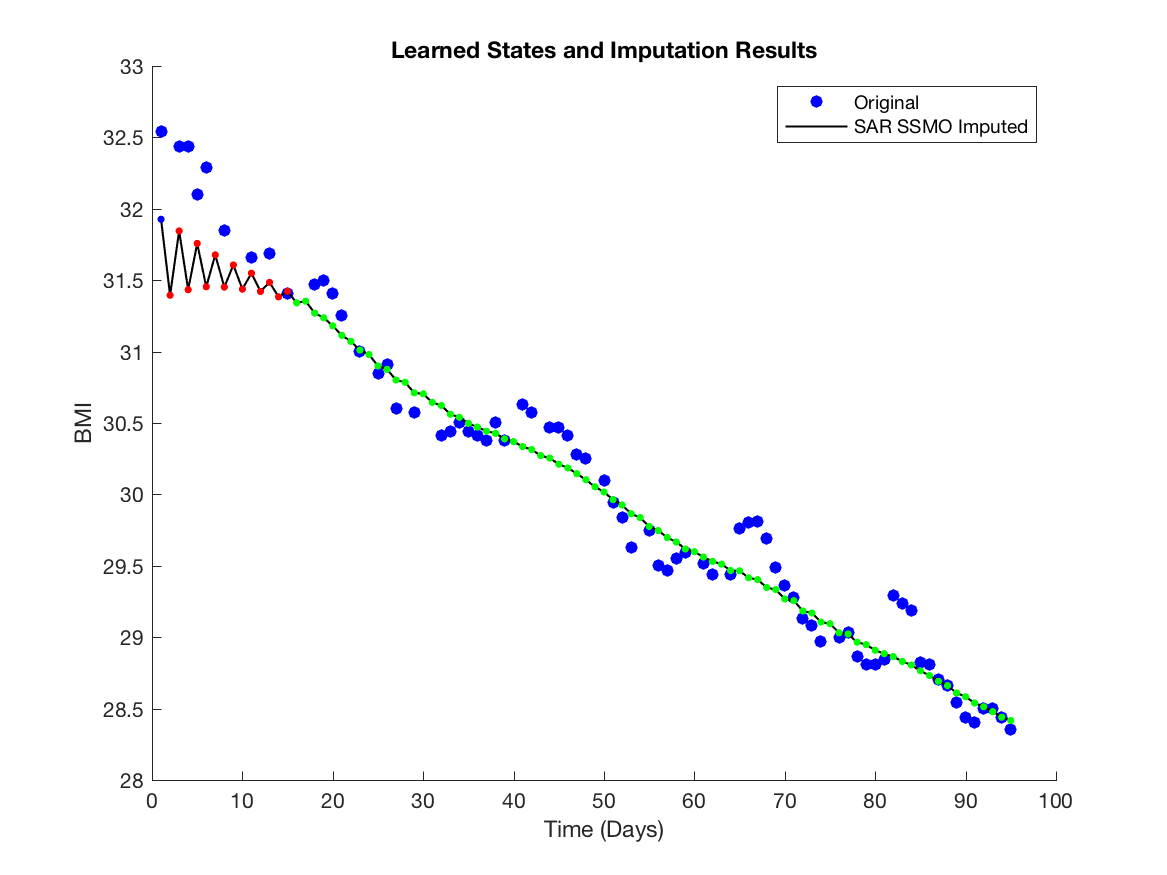 Learned States and Imputation Results
Original
SAR SSMO Imputed
BMI
33
32.5
32
31.5
31
30.5
30
29.5
29
28.5
28
0 10 20 30 40 50 60 70 80 90 100
Time (Days)